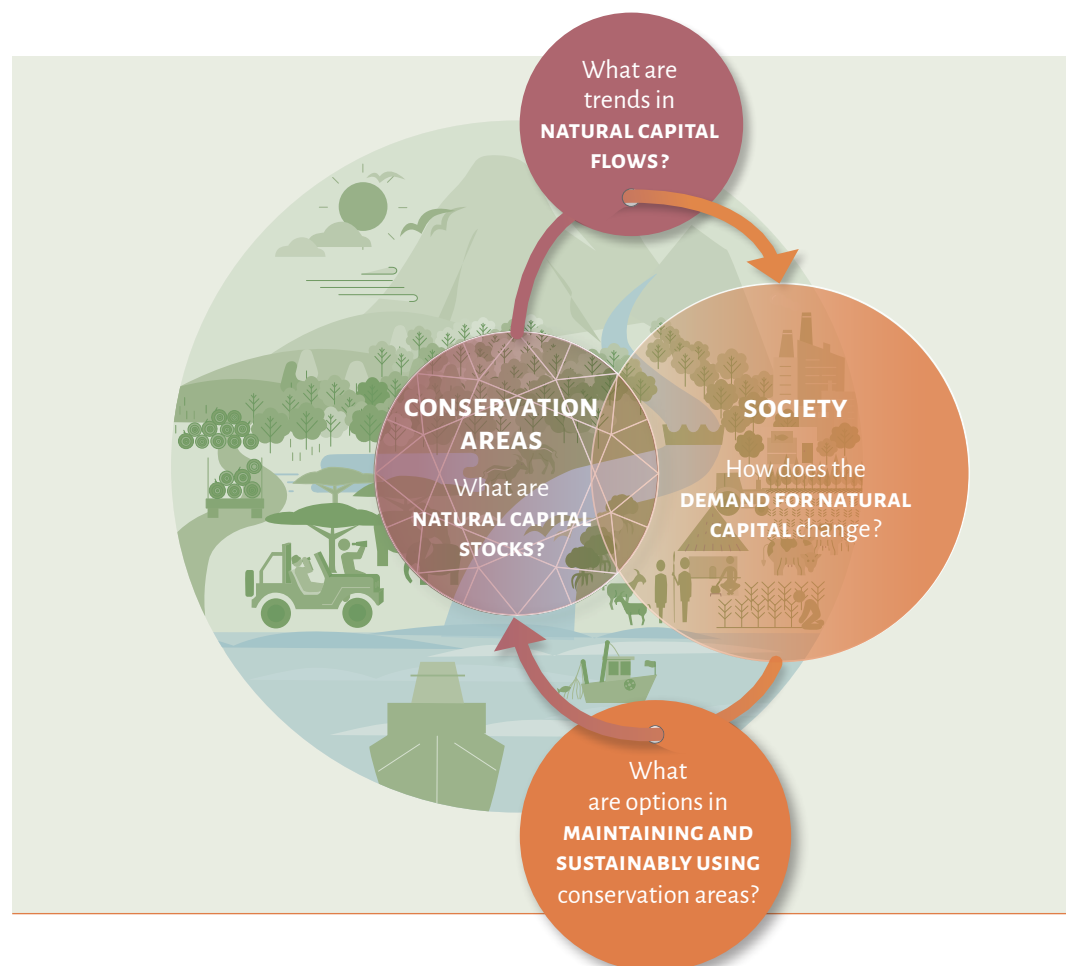 What are
trends in
NATURAL CAPITAL
FLOWS?
CONSERVATION
AREAS
What are
NATURAL CAPITAL
STOCKS?
SOCIETY
How does the
DEMAND FOR NATURAL
CAPITAL change?
What
are options in
MAINTAINING AND
SUSTAINABLY USING
conservation areas?